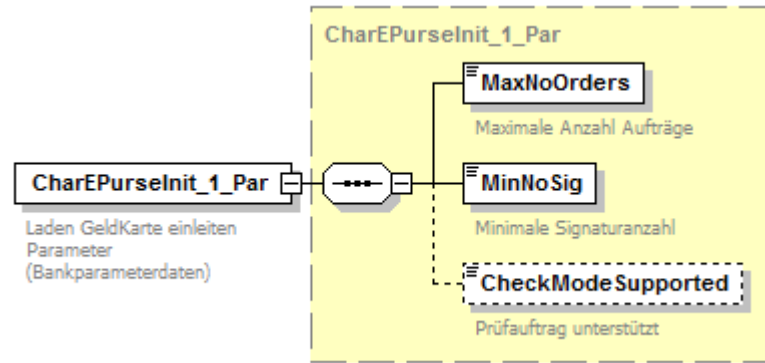 CharEPurseInit_1_Par
MaxNoOrders
Maximale Anzahl Aufträge
CharEPurseInit_1_Par
Laden GeldKarte einleiten
Parameter
(Bankparameterdaten)
MinNoSig
Minimale Signaturanzahl
CheckModeSupported
Prüfauftrag unterstützt